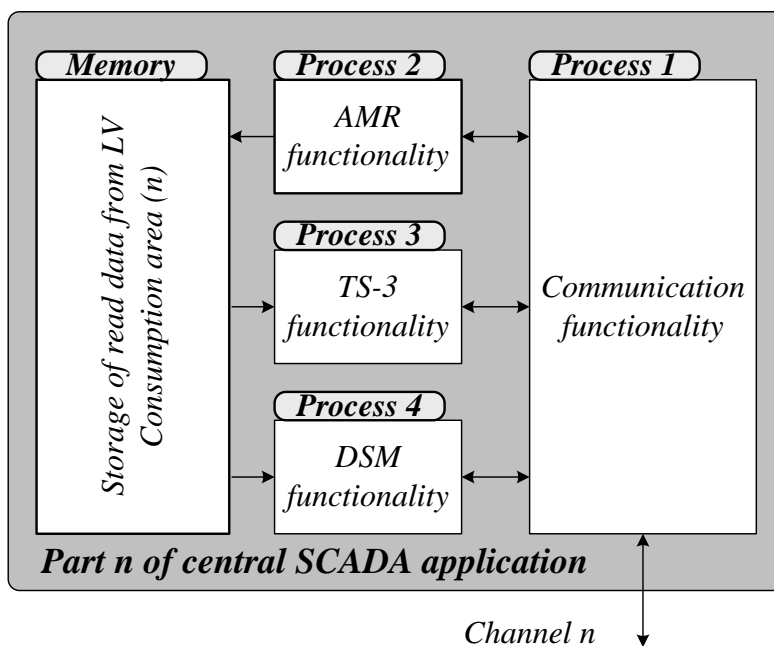 Memory
Process 2
Process 1
Storage of read data from LV
Consumption area (n)
AMR
functionality
Process 3
TS-3
functionality
Communication
functionality
Process 4
DSM
functionality
Part n of central SCADA application
Channel n